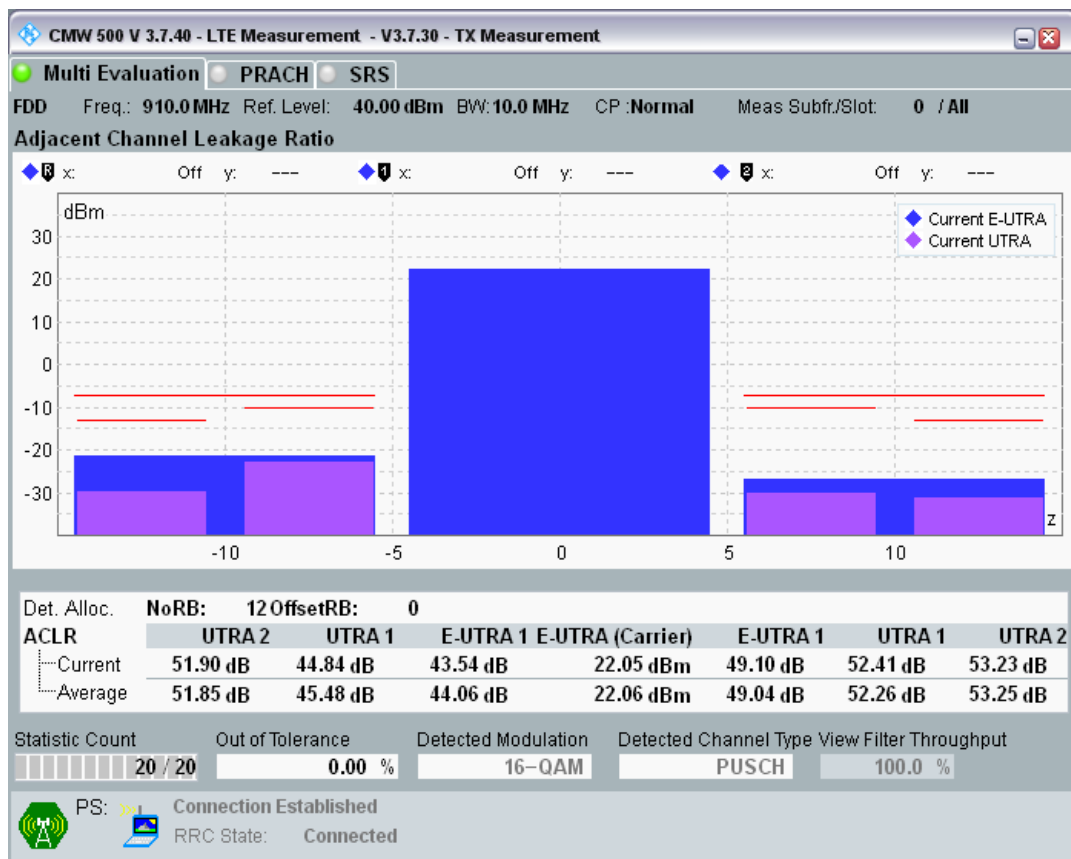 CMW 500 V 3.7.40 - LTE Measurement - V3.7.30 - TX Measurement
Multi Evaluation PRACH SRS
FDD Freq.: 910.0 MHz Ref. Level: 40.00 dBm BW: 10.0 MHz CP :Normal Meas Subfr./Slot: 0 / All
Adjacent Channel Leakage Ratio
R x: Off y: --- 1 x: Off y: --- 2 x: Off y: ---
dBm
Current E-UTRA
Current UTRA
30
20
10
0
-10
-20
-30
z
-10 -5 0 5 10
Det. Alloc. NoRB: 12 OffsetRB: 0
ACLR UTRA 2 UTRA 1 E-UTRA 1 E-UTRA (Carrier) E-UTRA 1 UTRA 1 UTRA 2
Current 51.90 dB 44.84 dB 43.54 dB 22.05 dBm 49.10 dB 52.41 dB 53.23 dB
Average 51.85 dB 45.48 dB 44.06 dB 22.06 dBm 49.04 dB 52.26 dB 53.25 dB
Statistic Count Out of Tolerance Detected Modulation Detected Channel Type View Filter Throughput
20 / 20 0.00 % 16-QAM PUSCH 100.0 %
PS: Connection Established
RRC State: Connected